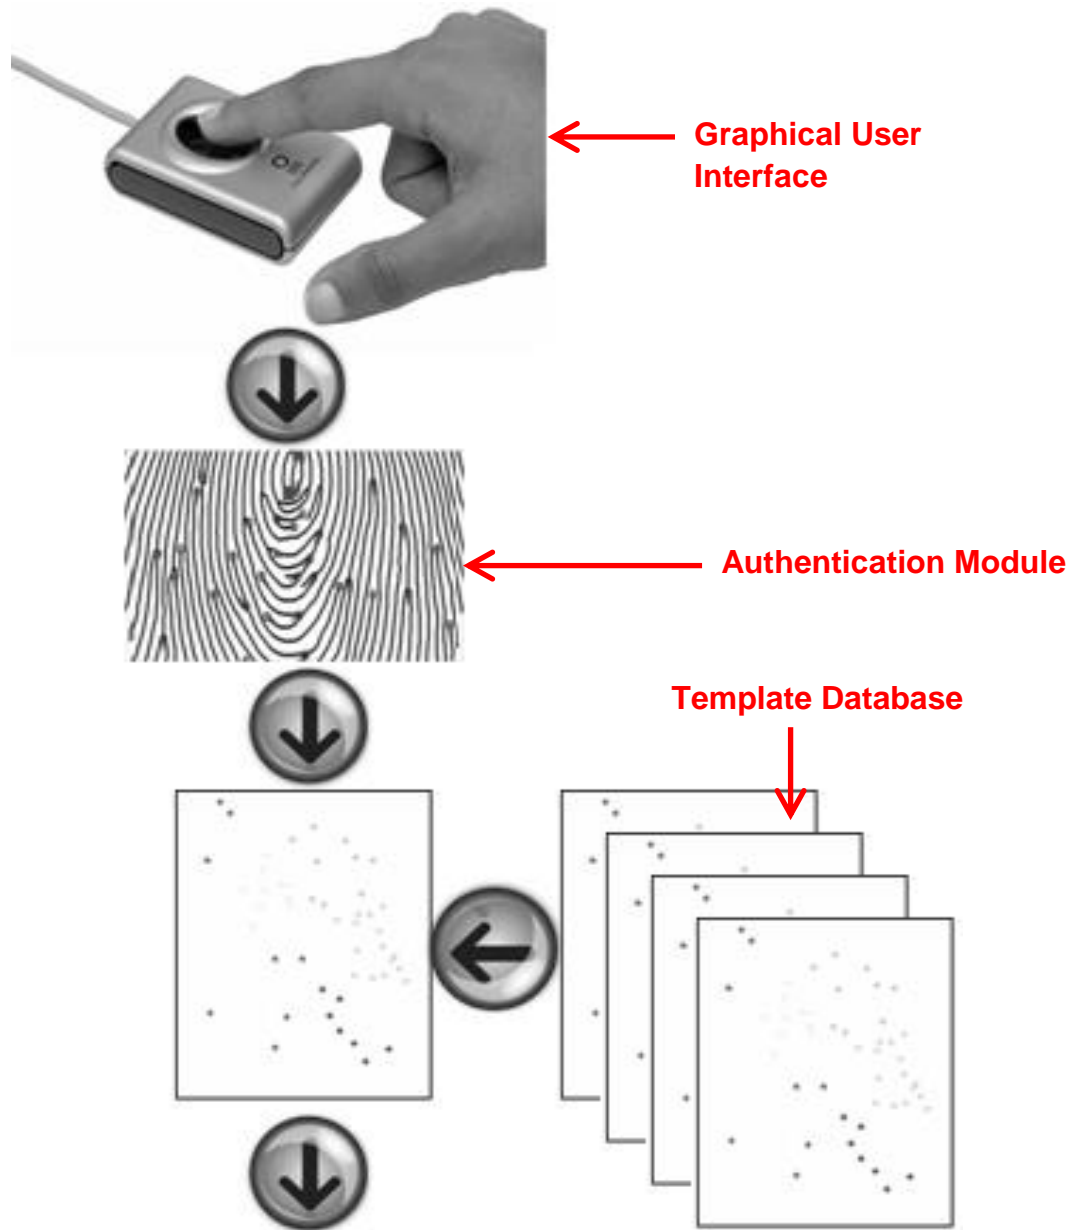 Graphical User
Interface
Authentication Module
Template Database